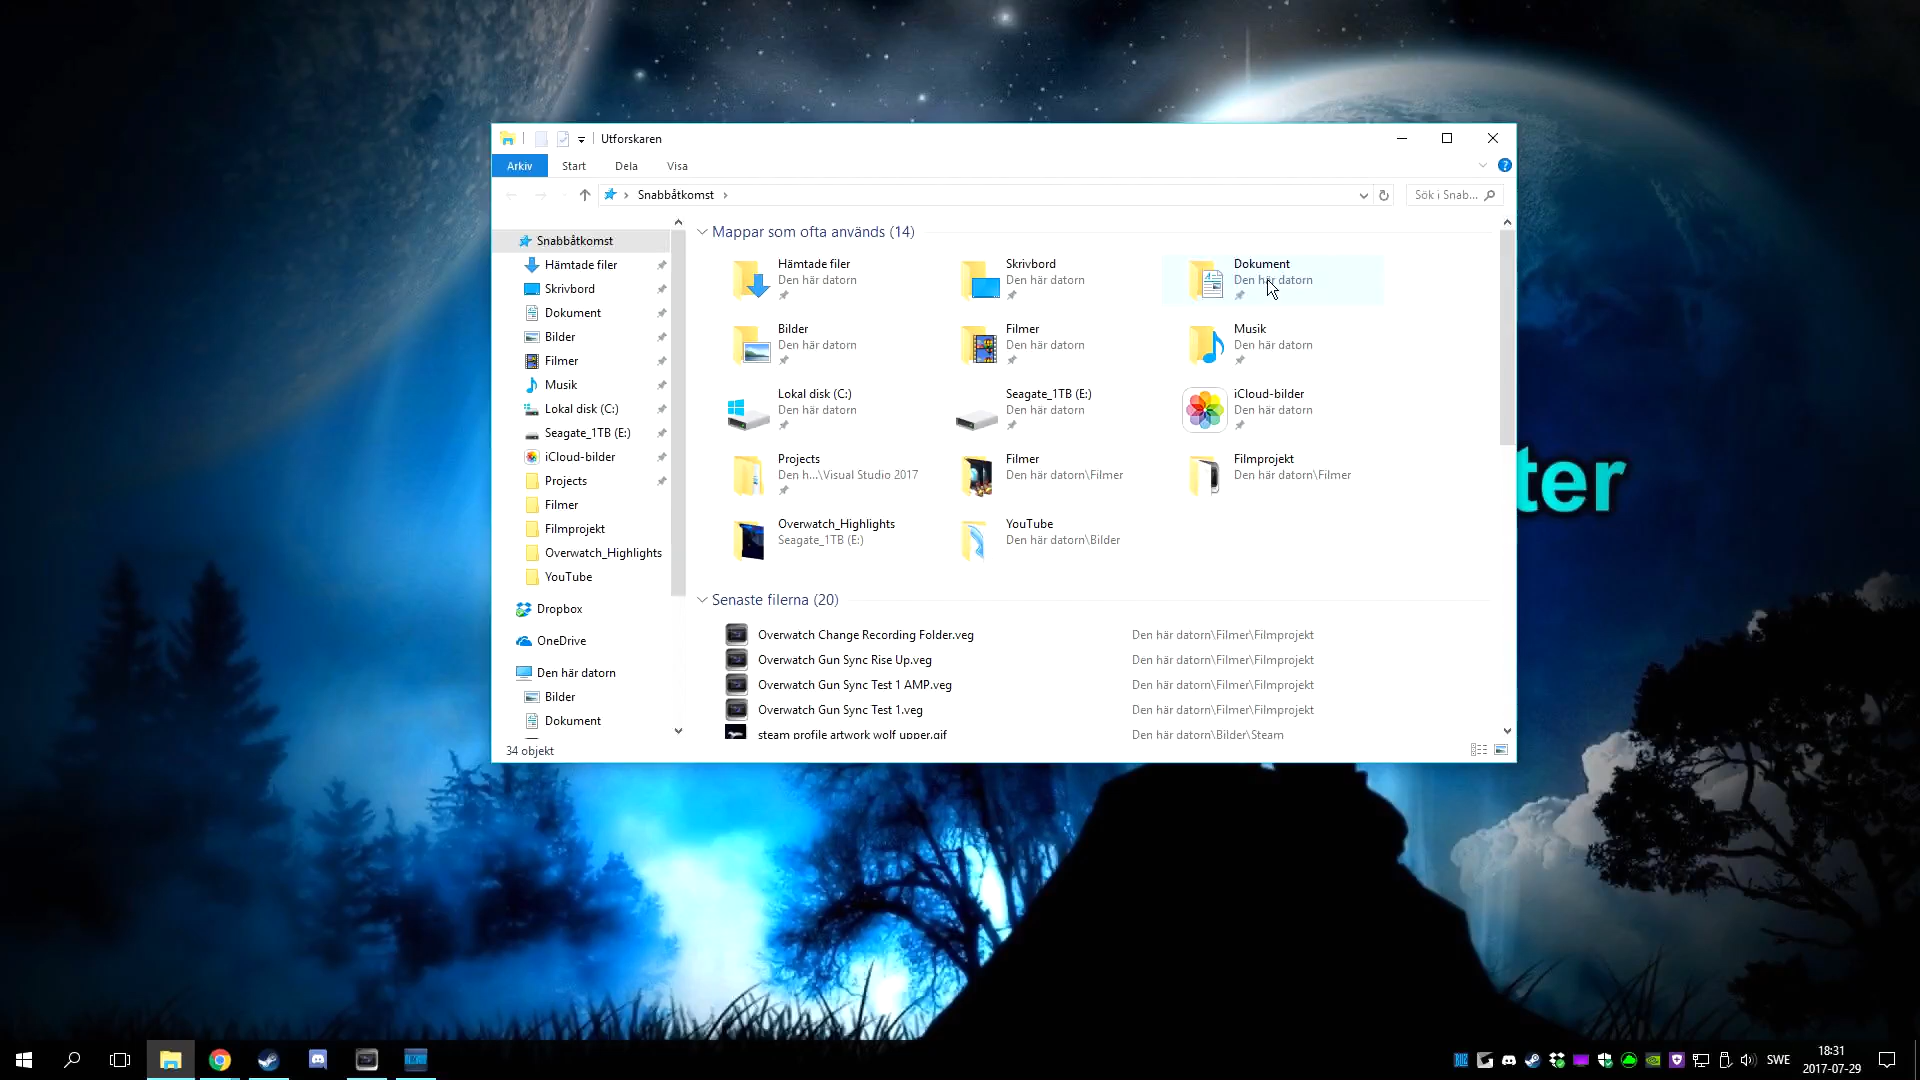 Utforskaren
Arkiv Start Dela Visa
Snabbåtkomst
Sök i Snab...
Snabbåtkomst
Hämtade filer
Skrivbord
Dokument
Bilder
Filmer
Musik
Lokal disk (C:)
Seagate_1TB (E:)
iCloud-bilder
Projects
Filmer
Filmprojekt
Overwatch_Highlights
YouTube
Dropbox
OneDrive
Den här datorn
Bilder
Dokument
Mappar som ofta används (14)
Hämtade filer
Den här datorn
Skrivbord
Den här datorn
Dokument
Den här datorn
Bilder
Den här datorn
Filmer
Den här datorn
Musik
Den här datorn
Lokal disk (C:)
Den här datorn
Seagate_1TB (E:)
Den här datorn
iCloud-bilder
Den här datorn
Projects
Den h...\Visual Studio 2017
Filmer
Den här datorn\Filmer
Filmprojekt
Den här datorn\Filmer
Overwatch_Highlights
Seagate_1TB (E:)
YouTube
Den här datorn\Bilder
Senaste filerna (20)
Overwatch Change Recording Folder.veg Den här datorn\Filmer\Filmprojekt
Overwatch Gun Sync Rise Up.veg Den här datorn\Filmer\Filmprojekt
Overwatch Gun Sync Test 1 AMP.veg Den här datorn\Filmer\Filmprojekt
Overwatch Gun Sync Test 1.veg Den här datorn\Filmer\Filmprojekt
steam profile artwork wolf upper.gif Den här datorn\Bilder\Steam
34 objekt
ter
SWE
18:31
2017-07-29